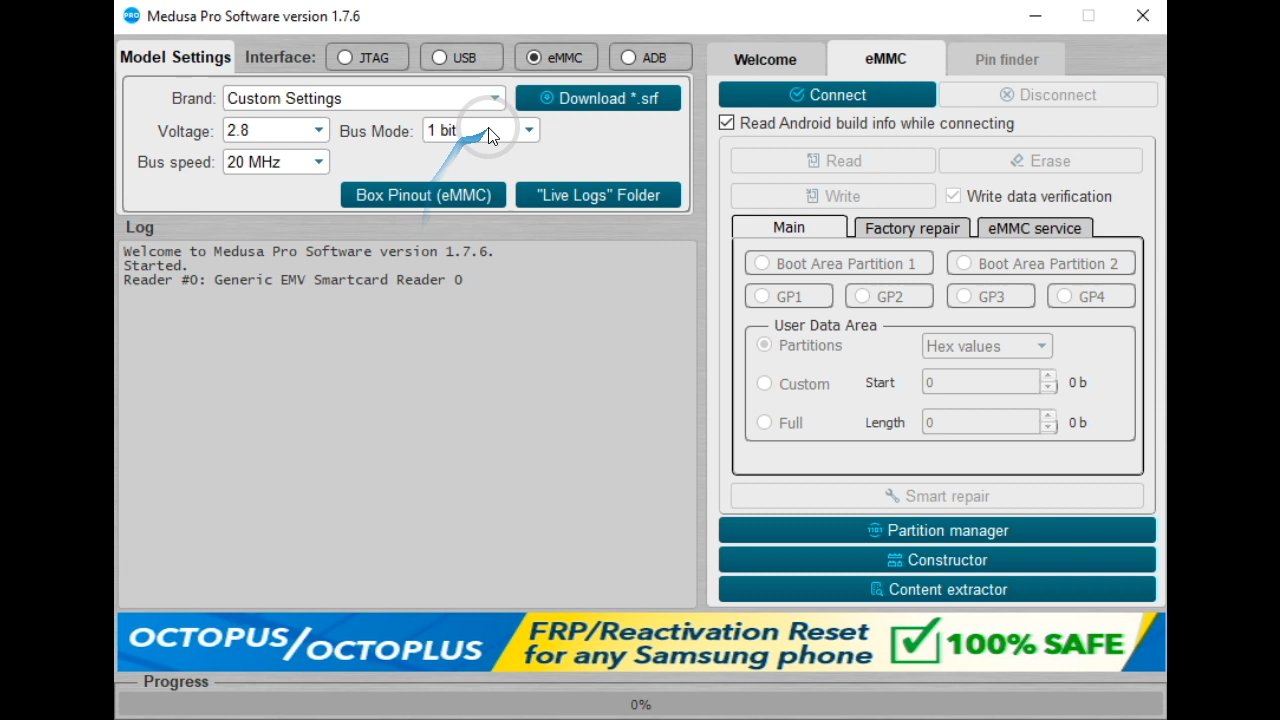 PRO Medusa Pro Software version 1.7.6
Model Settings Interface: JTAG USB eMMC ADB
Brand: Custom Settings Download *.srf
Voltage: 2.8 Bus Mode: 1 bit
Bus speed: 20 MHz
Box Pinout (eMMC) "Live Logs" Folder
Log
Welcome to Medusa Pro Software version 1.7.6.
Started.
Reader #0: Generic EMV Smartcard Reader 0
Welcome eMMC Pin finder
Connect Disconnect
Read Android build info while connecting
Read Erase
Write Write data verification
Main Factory repair eMMC service
Boot Area Partition 1 Boot Area Partition 2
GP1 GP2 GP3 GP4
User Data Area
Partitions Hex values
Custom Start 0 0 b
Full Length 0 0 b
Smart repair
Partition manager
Constructor
Content extractor
OCTOPUS/OCTOPLUS
FRP/Reactivation Reset
for any Samsung phone
100% SAFE
Progress
0%